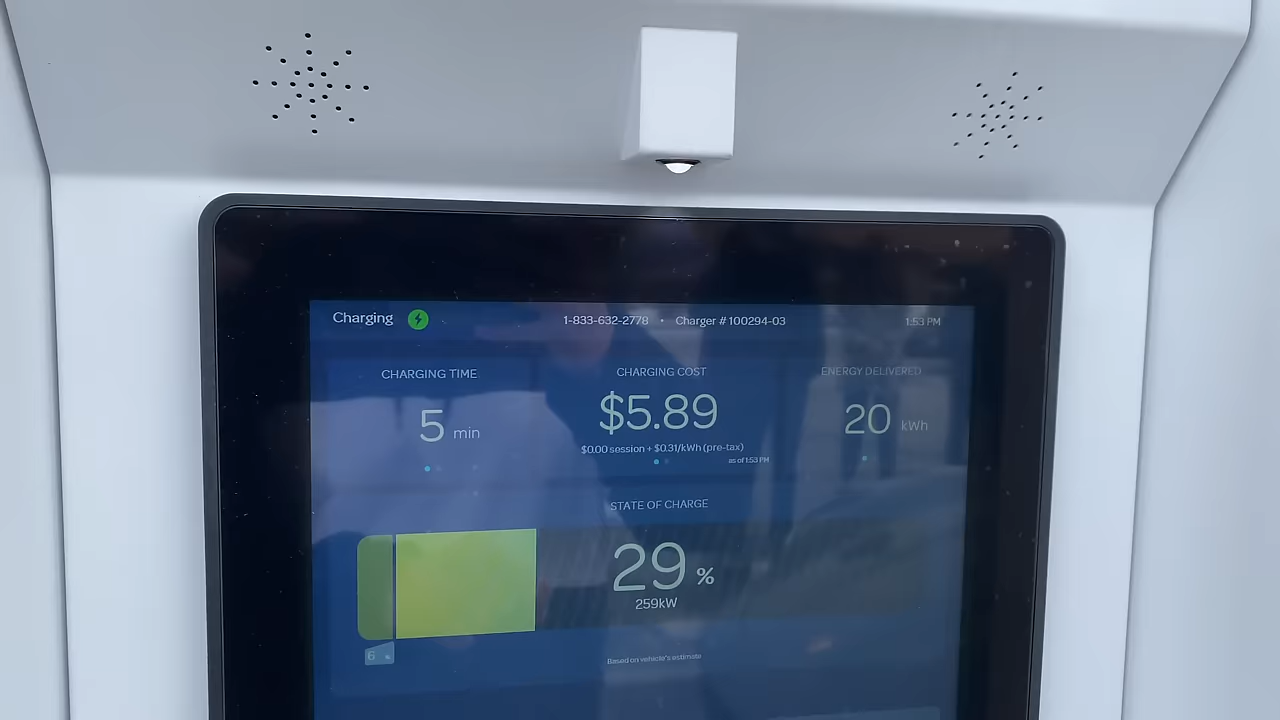 Charging 1-833-632-2778 • Charger # 100294-03 1:53 PM
CHARGING TIME CHARGING COST ENERGY DELIVERED
5 min $5.89 20 kWh
$0.00 session + $0.31/kWh (pre-tax)
as of 1:53 PM
STATE OF CHARGE
29 %
259kW
6
Based on vehicle's estimate